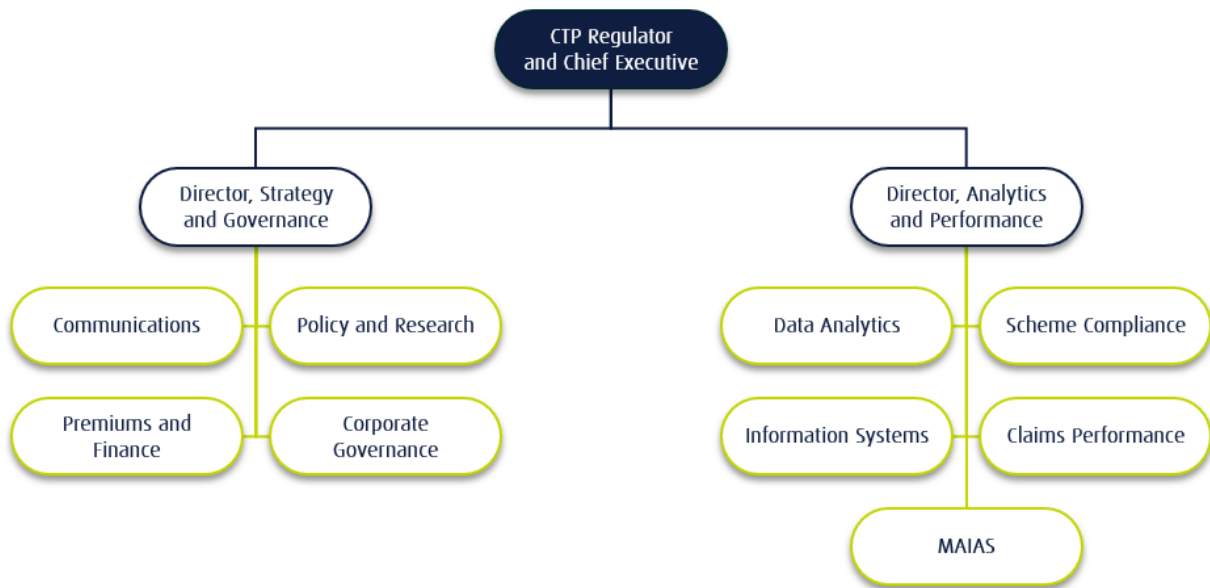 CTP Regulator
and Chief Executive
Director, Strategy
and Governance
Director, Analytics
and Performance
Communications
Policy and Research
Data Analytics
Scheme Compliance
Premiums and
Finance
Corporate
Governance
Information Systems
Claims Performance
MAIAS